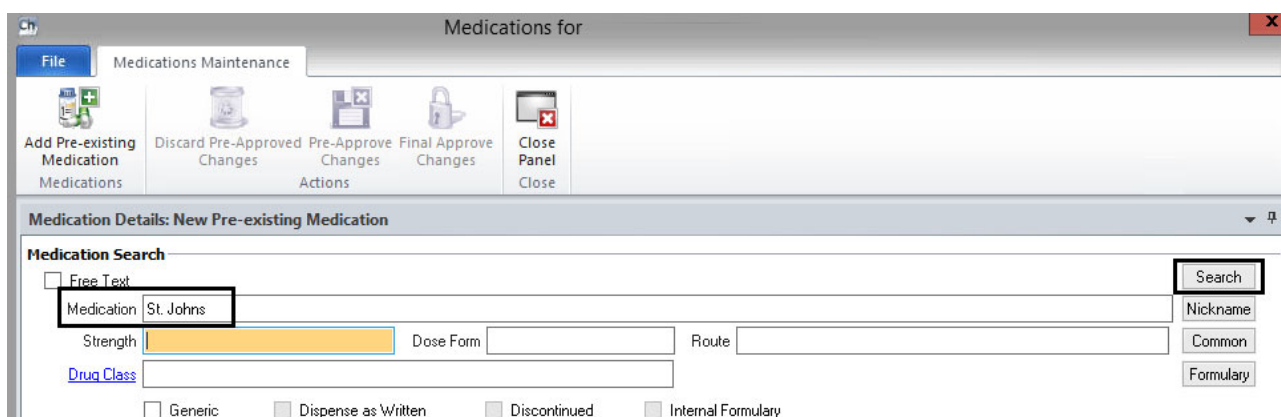 Ch
Medications for
x
File Medications Maintenance
Add Pre-existing Medication
Discard Pre-Approved Changes
Pre-Approve Changes
Final Approve Changes
Close Panel
Medications Actions Close
Medication Details: New Pre-existing Medication
Medication Search
Free Text Search
Medication St. Johns Nickname
Strength Dose Form Route Common
Drug Class Formulary
Generic Dispense as Written Discontinued Internal Formulary